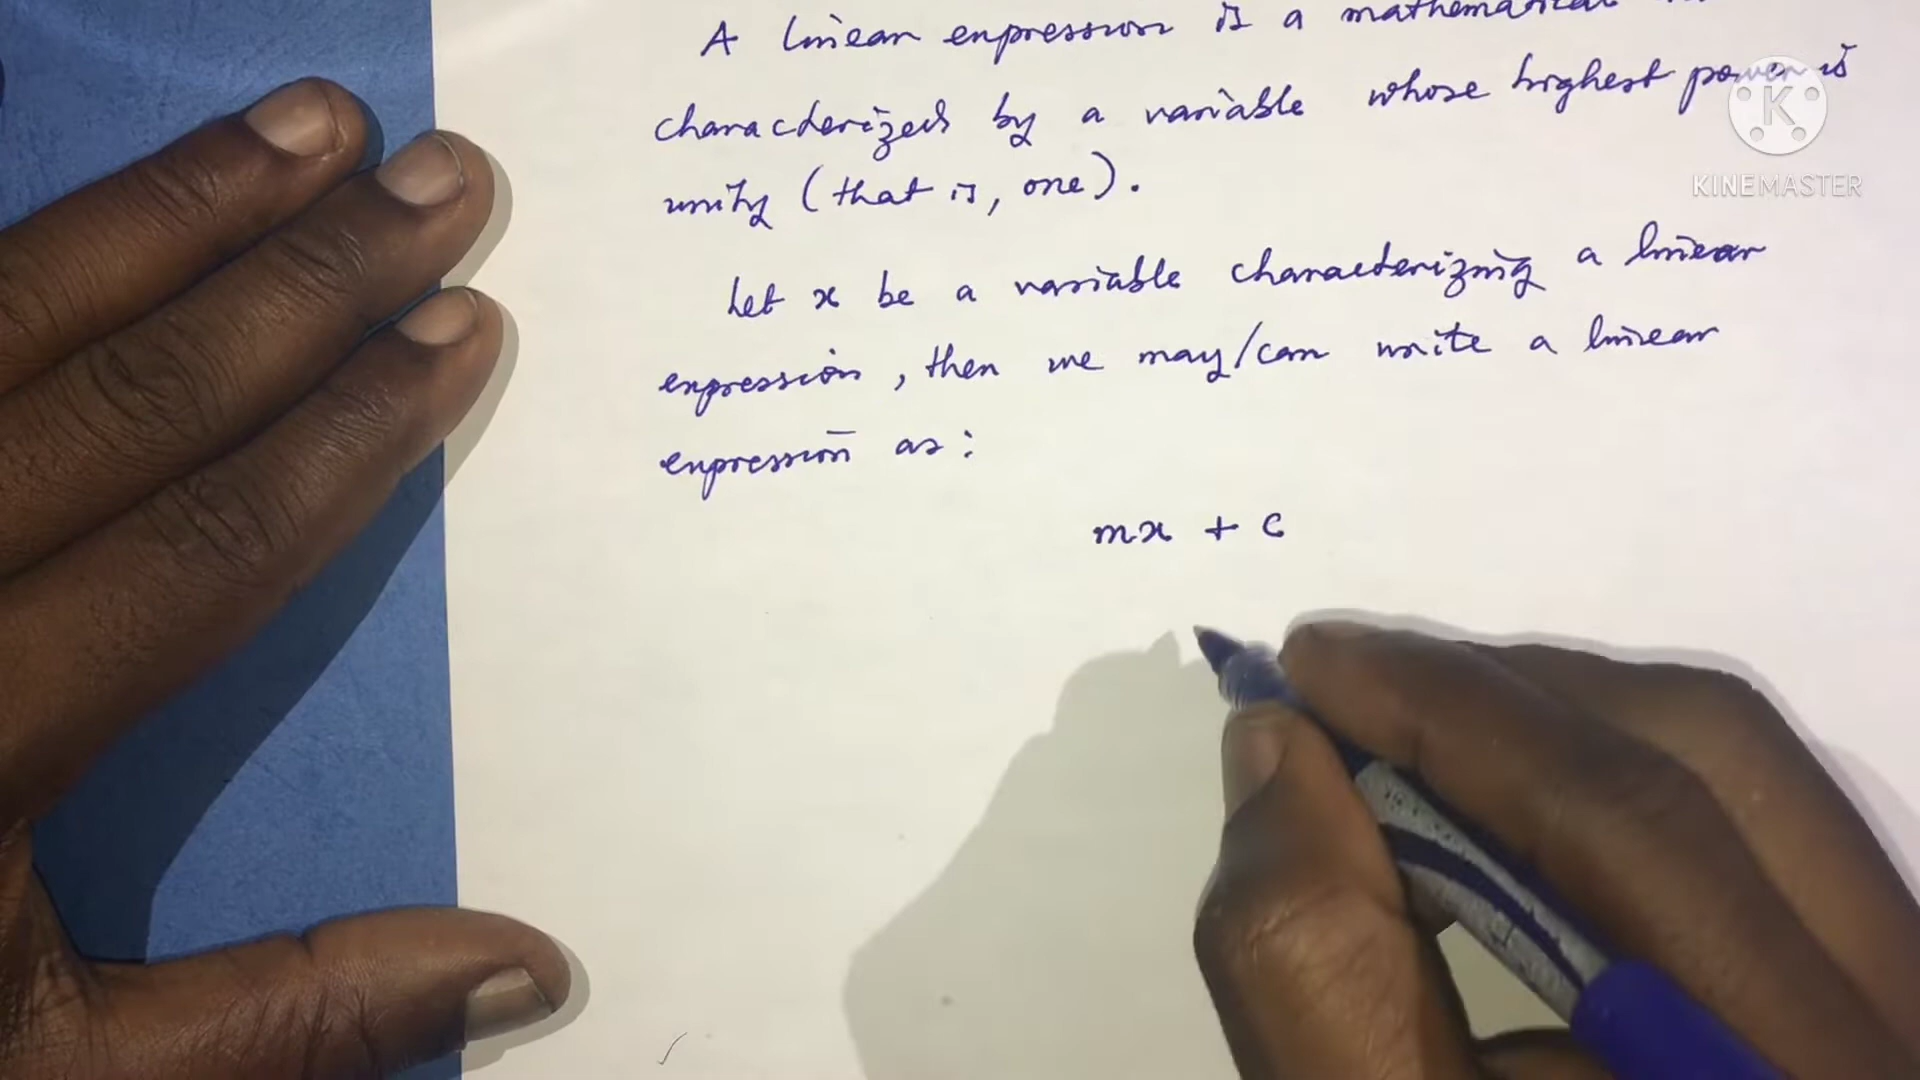 A linear expression is a mathematical
characterized by a variable whose highest power is
unity (that is, one).
Let x be a variable characterizing a linear
expression, then we may/can write a linear
expression as:
mx + c
K
KINEMASTER